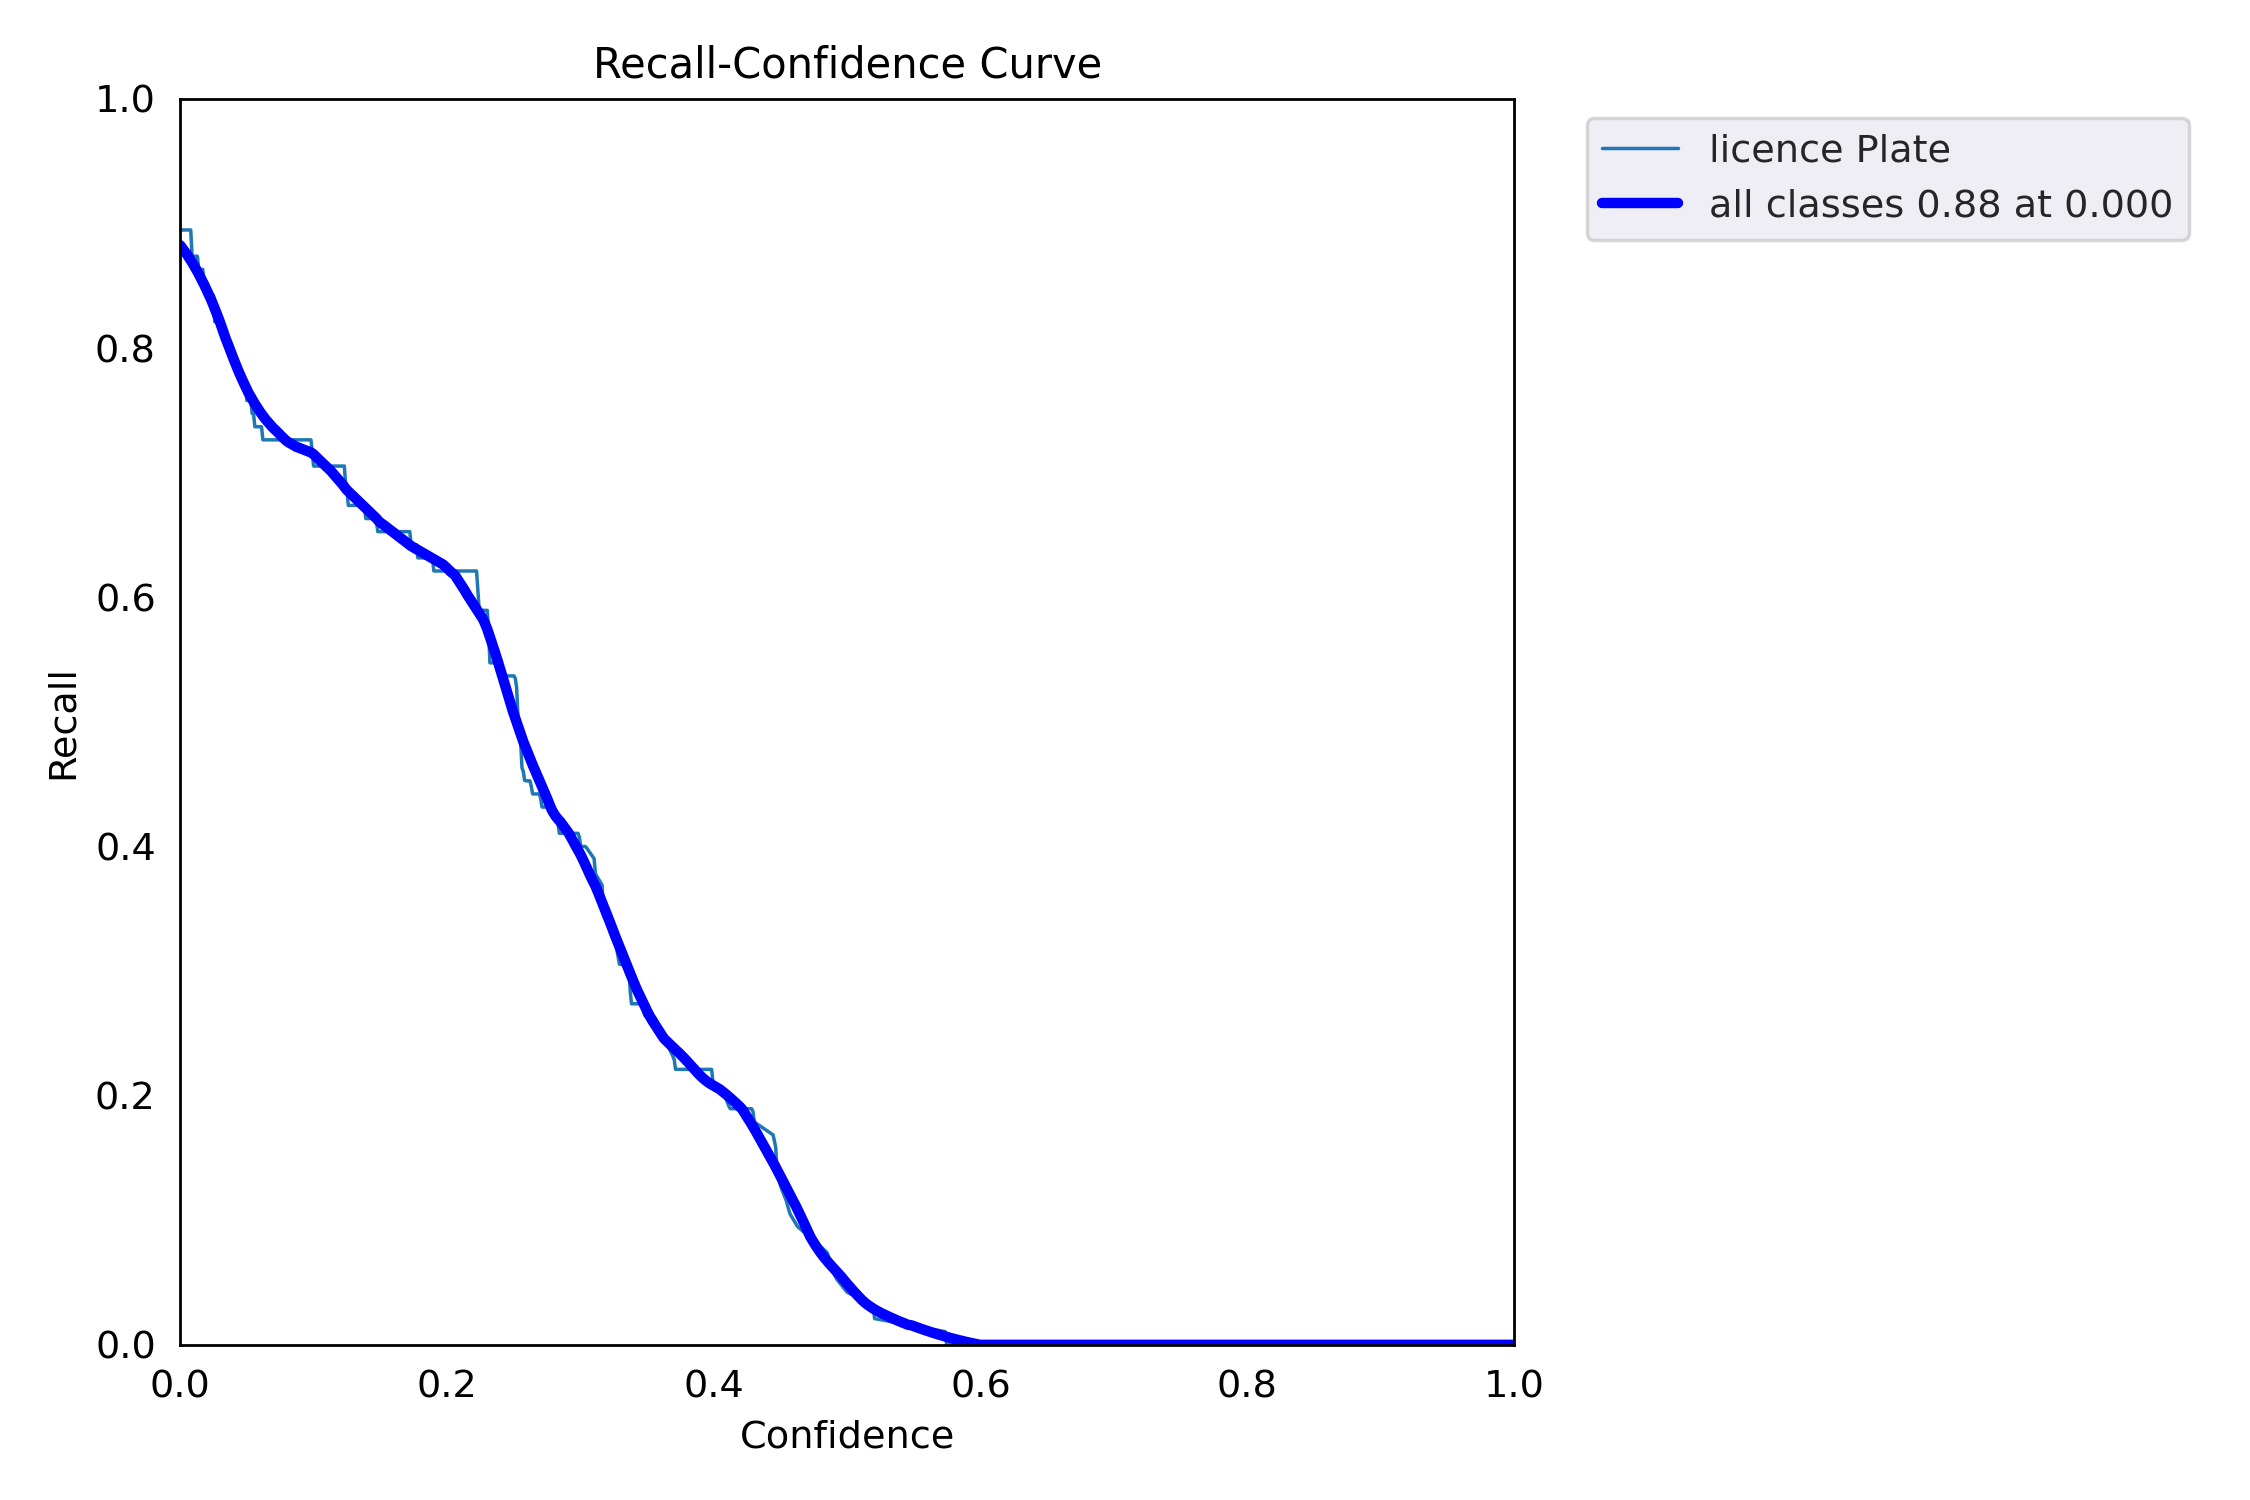 Recall-Confidence Curve
1.0
0.8
0.6
0.4
0.2
0.0
Recall
0.0 0.2 0.4 0.6 0.8 1.0
Confidence
licence Plate
all classes 0.88 at 0.000